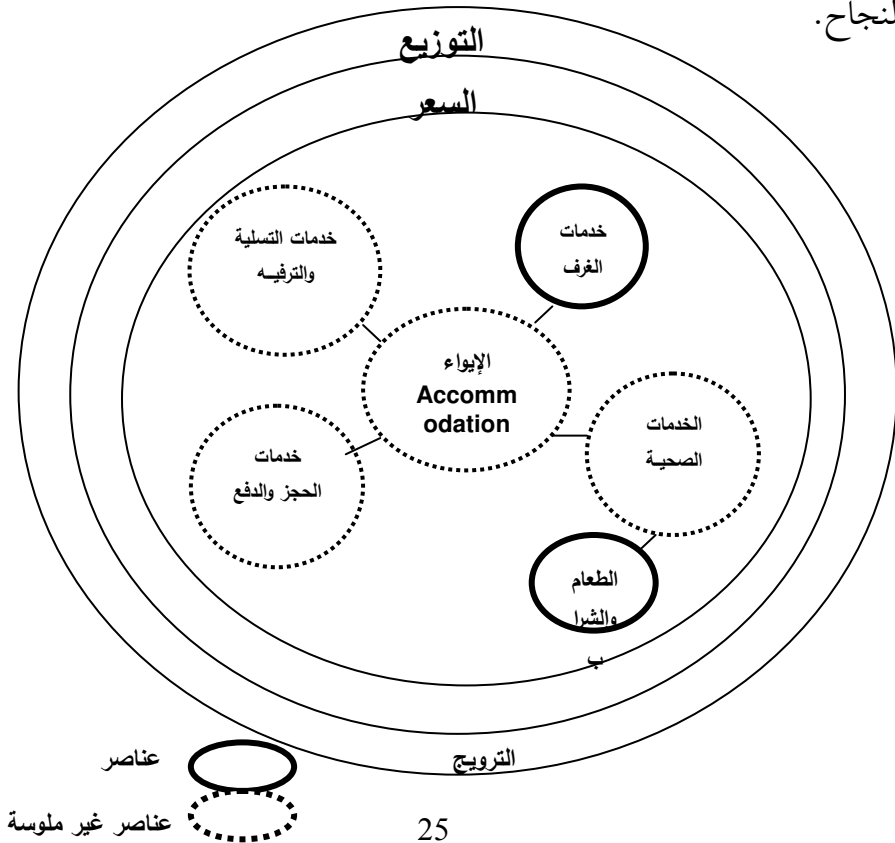 لنجاح.
التوزيع
السعر
خدمات
الغرف
خدمات التسلية
والترفيـه
الإيواء
Accomm
odation
الخدمات
الصحيـة
خدمات
الحجز والدفع
الطعام
والشرا
ب
الترويج
عناصر
عناصر غير ملوسة
25